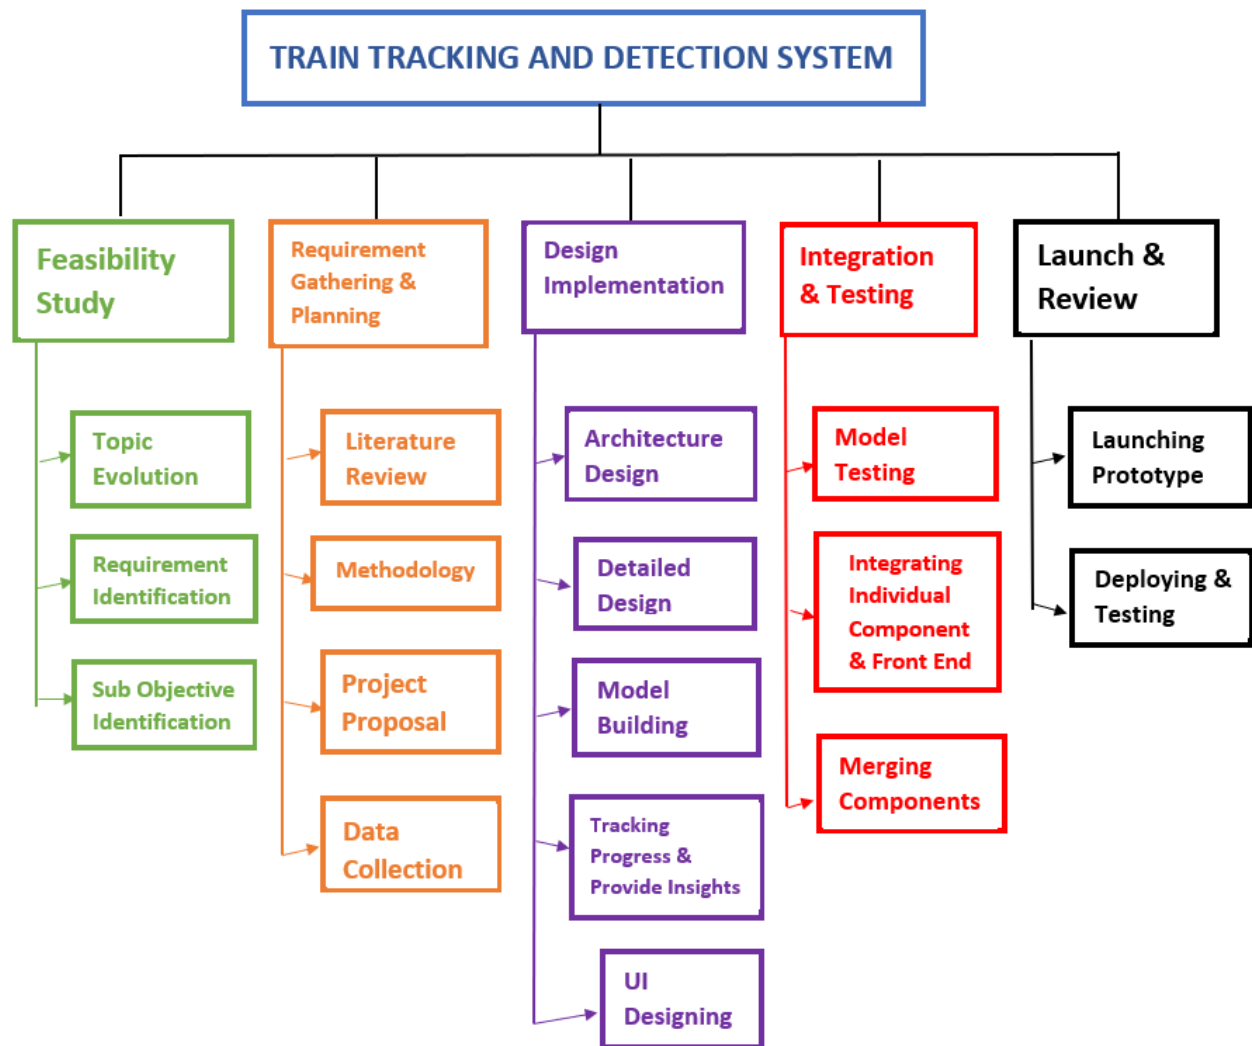 TRAIN TRACKING AND DETECTION SYSTEM
Feasibility
Study
Topic
Evolution
Requirement
Identification
Sub Objective
Identification
Requirement
Gathering &
Planning
Literature
Review
Methodology
Project
Proposal
Data
Collection
Design
Implementation
Architecture
Design
Detailed
Design
Model
Building
Tracking
Progress &
Provide Insights
UI
Designing
Integration
& Testing
Model
Testing
Integrating
Individual
Component
& Front End
Merging
Components
Launch &
Review
Launching
Prototype
Deploying &
Testing